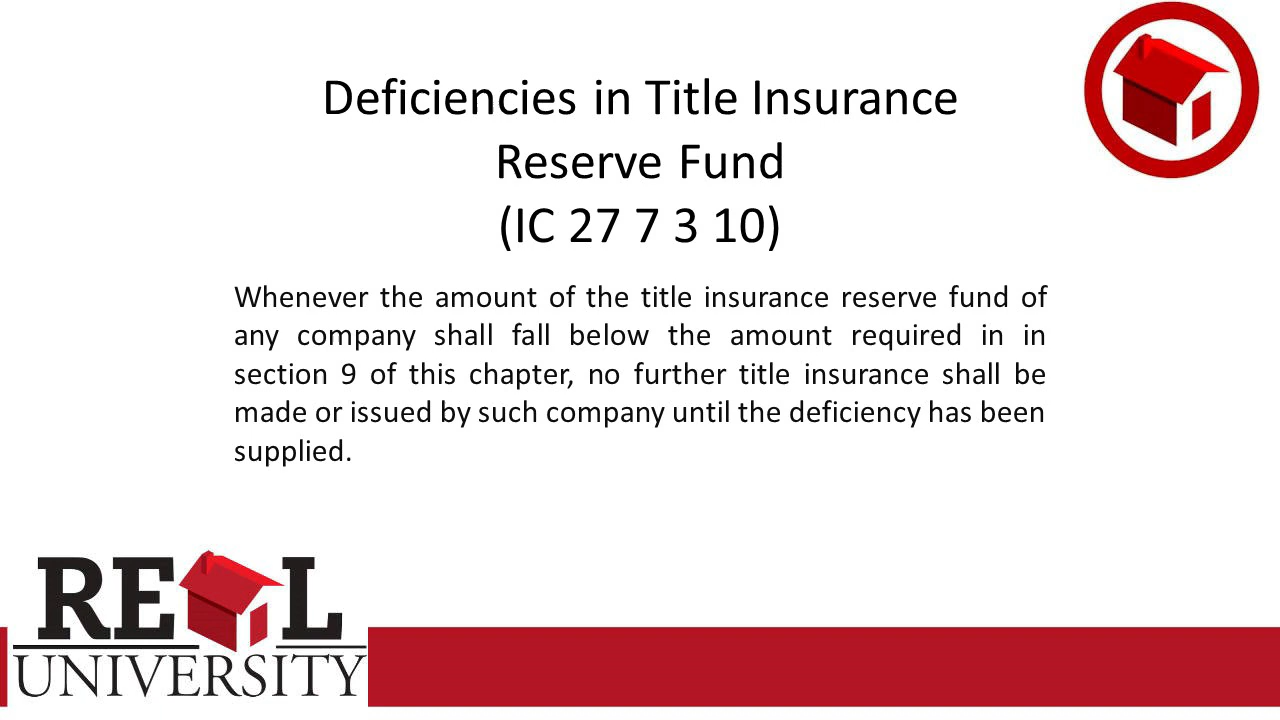 Deficiencies in Title Insurance
Reserve Fund
(IC 27 7 3 10)
Whenever the amount of the title insurance reserve fund of
any company shall fall below the amount required in in
section 9 of this chapter, no further title insurance shall be
made or issued by such company until the deficiency has been
supplied.
RE L
UNIVERSITY